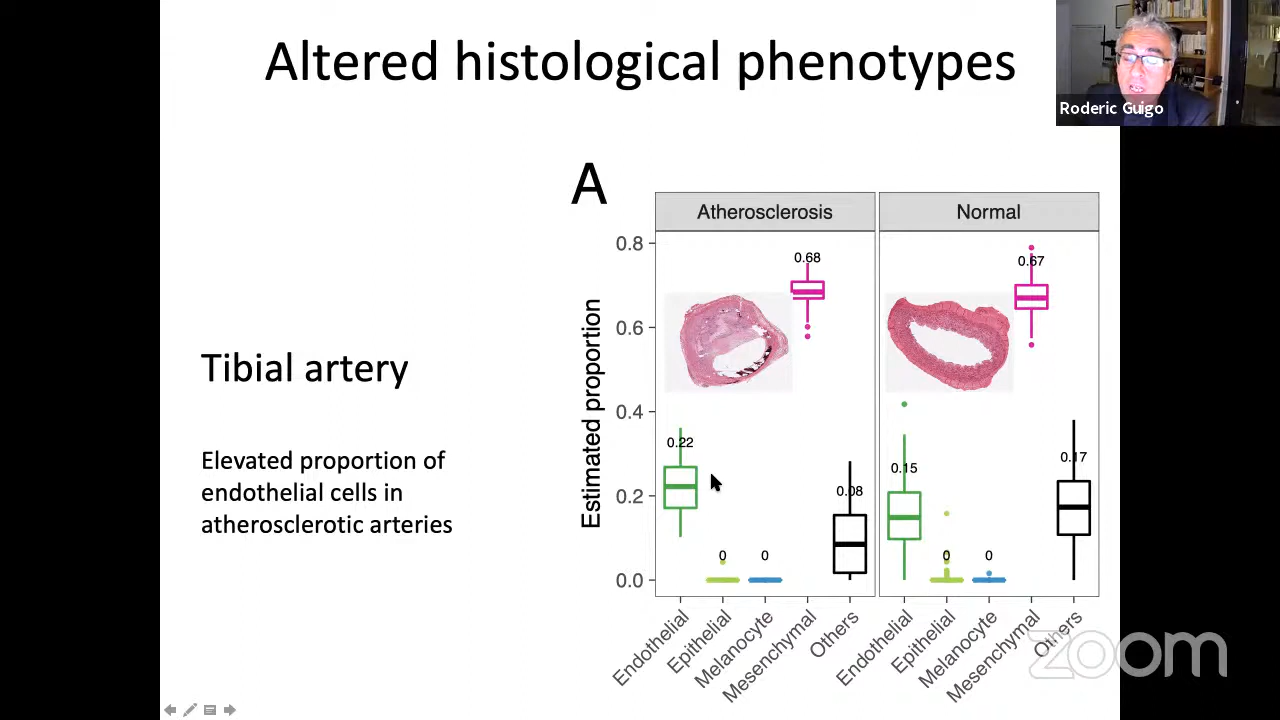 Altered histological phenotypes
Roderic Guigo
A
Atherosclerosis
Normal
Tibial artery
Elevated proportion of
endothelial cells in
atherosclerotic arteries
Estimated proportion
0.8
0.6
0.4
0.2
0.0
0.22
0
0
0.68
0.08
0.15
0
0
0.67
0.17
Endothelial
Epithelial
Melanocyte
Mesenchymal
Others
Endothelial
Epithelial
Melanocyte
Mesenchymal
Others
zoom